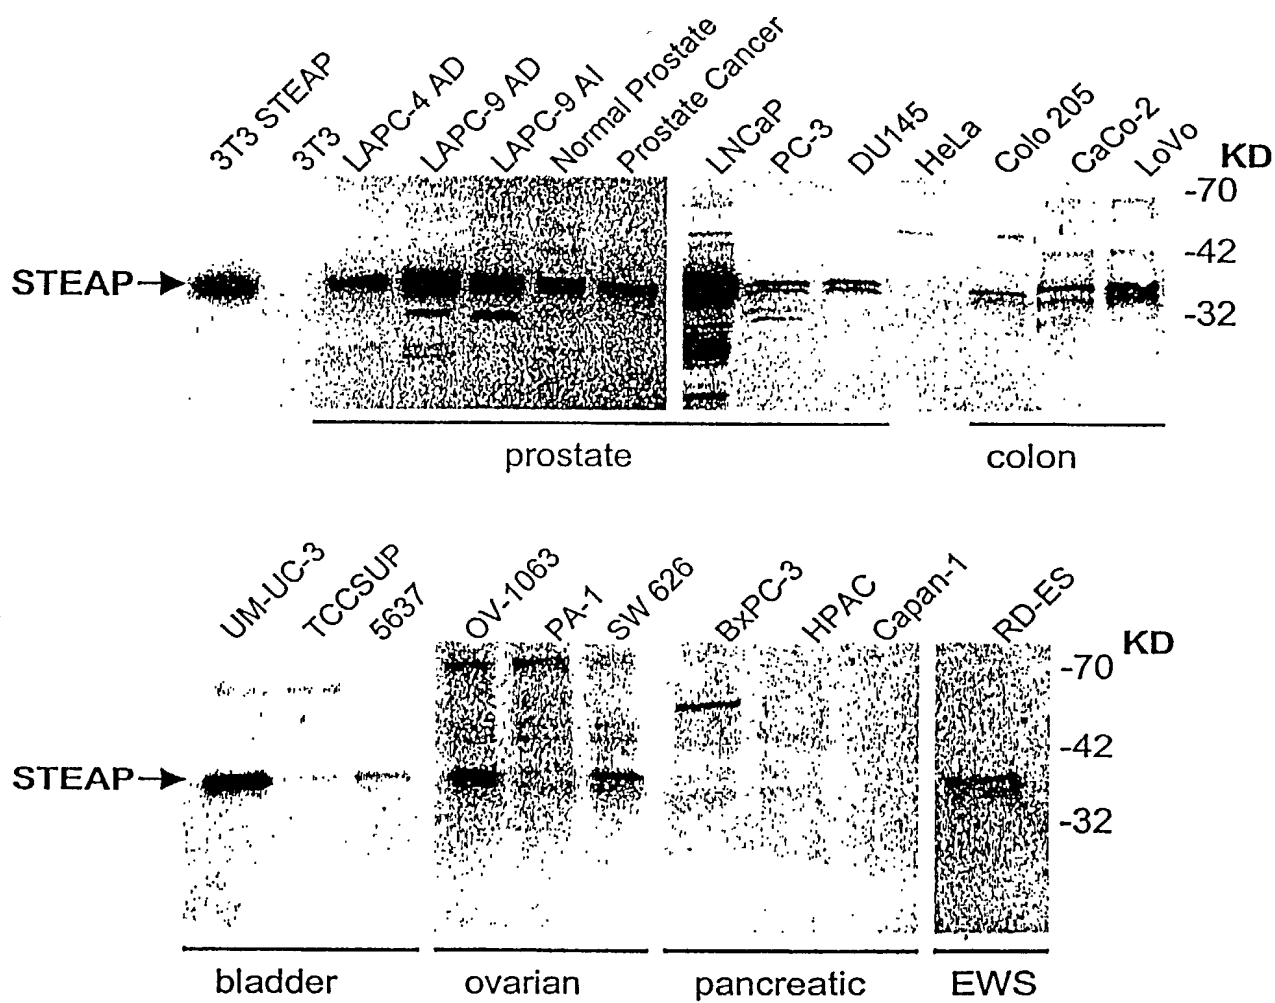 3T3 STEAP
3T3
LAPC-4 AD
LAPC-9 AD
LAPC-9 AI
Normal Prostate
Prostate Cancer
LNCaP
PC-3
DU145
HeLa
Colo 205
CaCo-2
LoVo
KD
-70
-42
STEAP
-32
prostate
colon
UM-UC-3
TCCSUP
5637
OV-1063
PA-1
SW 626
BxPC-3
HPAC
Capan-1
RD-ES
KD
-70
-42
STEAP
-32
bladder
ovarian
pancreatic
EWS